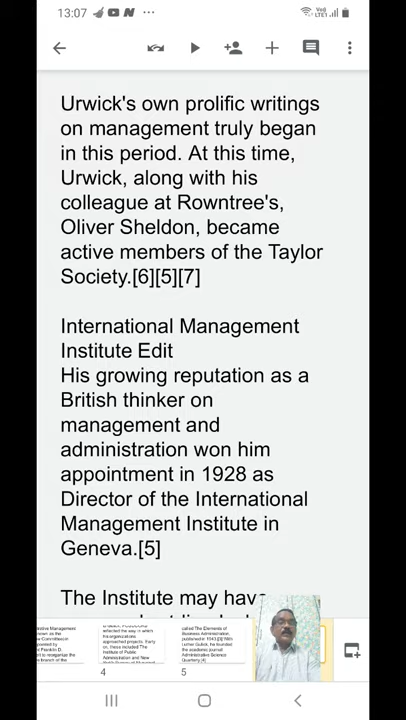 13:07
Urwick's own prolific writings
on management truly began
in this period. At this time,
Urwick, along with his
colleague at Rowntree's,
Oliver Sheldon, became
active members of the Taylor
Society.[6][5][7]
International Management
Institute Edit
His growing reputation as a
British thinker on
management and
administration won him
appointment in 1928 as
Director of the International
Management Institute in
Geneva.[5]
The Institute may have
4
5